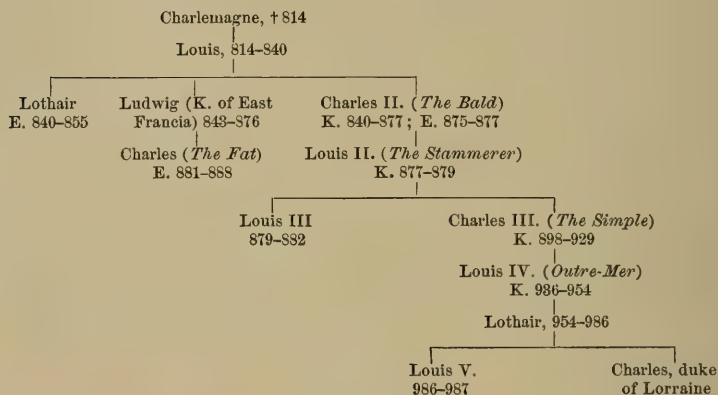 Charlemagne, † 814
Louis, 814–840
Lothair
E. 840–855
Ludwig (K. of East
Francia) 843–876
Charles II. (The Bald)
K. 840–877; E. 875–877
Charles (The Fat)
E. 881–888
Louis II. (The Stammerer)
K. 877–879
Louis III
879–882
Charles III. (The Simple)
K. 898–929
Louis IV. (Outre-Mer)
K. 936–954
Lothair, 954–986
Louis V.
986–987
Charles, duke
of Lorraine